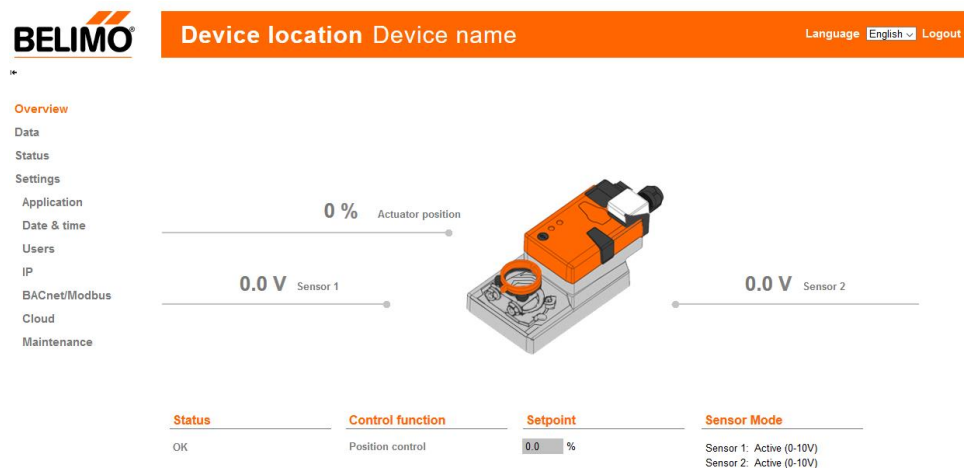 BELIMO®
Device location Device name
Language English Logout
Overview
Data
Status
Settings
Application
Date & time
Users
IP
BACnet/Modbus
Cloud
Maintenance
0 % Actuator position
0.0 V Sensor 1
0.0 V Sensor 2
Status
OK
Control function
Position control
Setpoint
0.0 %
Sensor Mode
Sensor 1: Active (0-10V)
Sensor 2: Active (0-10V)